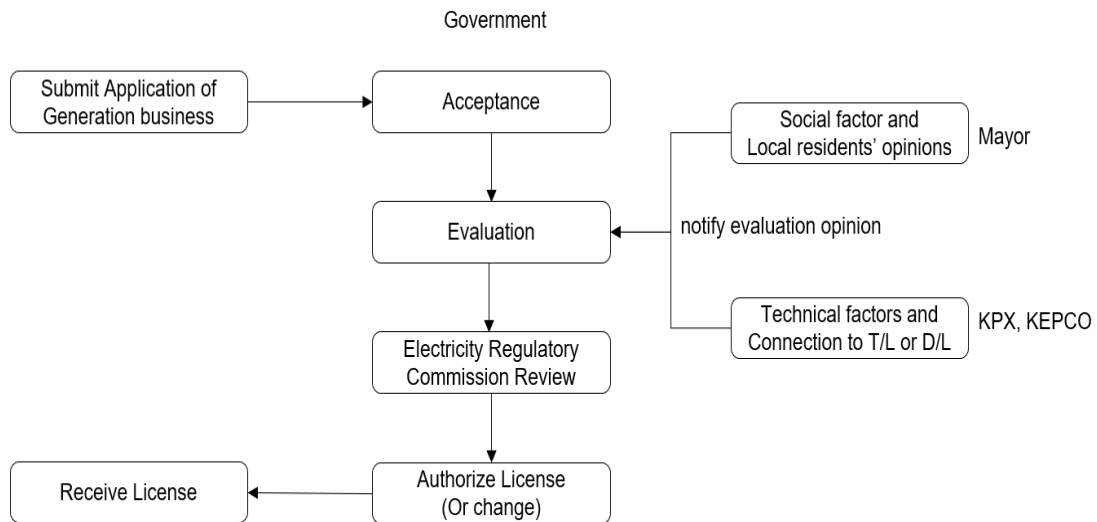 Government
Submit Application of
Generation business
Acceptance
Social factor and
Local residents’ opinions
Mayor
Evaluation
notify evaluation opinion
Technical factors and
Connection to T/L or D/L
KPX, KEPCO
Electricity Regulatory
Commission Review
Receive License
Authorize License
(Or change)